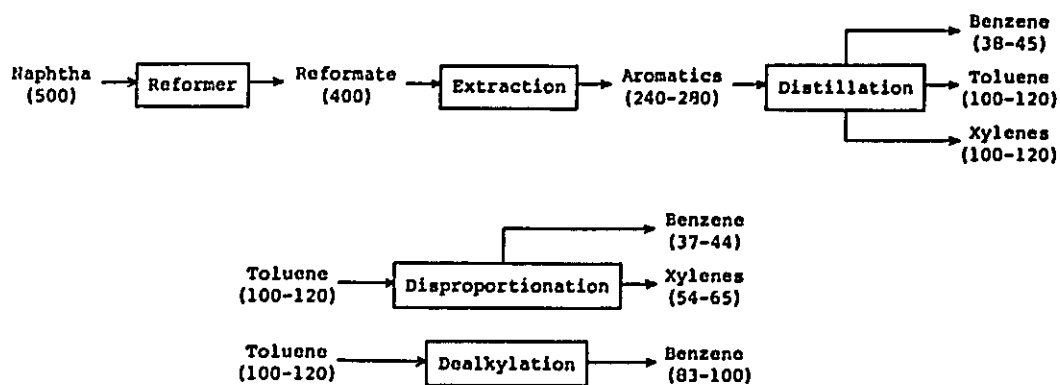 Benzene
(38-45)
Naphtha
(500)
Reformer
Reformate
(400)
Extraction
Aromatics
(240-280)
Distillation
Toluene
(100-120)
Xylenes
(100-120)
Benzene
(37-44)
Toluene
(100-120)
Disproportionation
Xylenes
(54-65)
Toluene
(100-120)
Dealkylation
Benzene
(83-100)